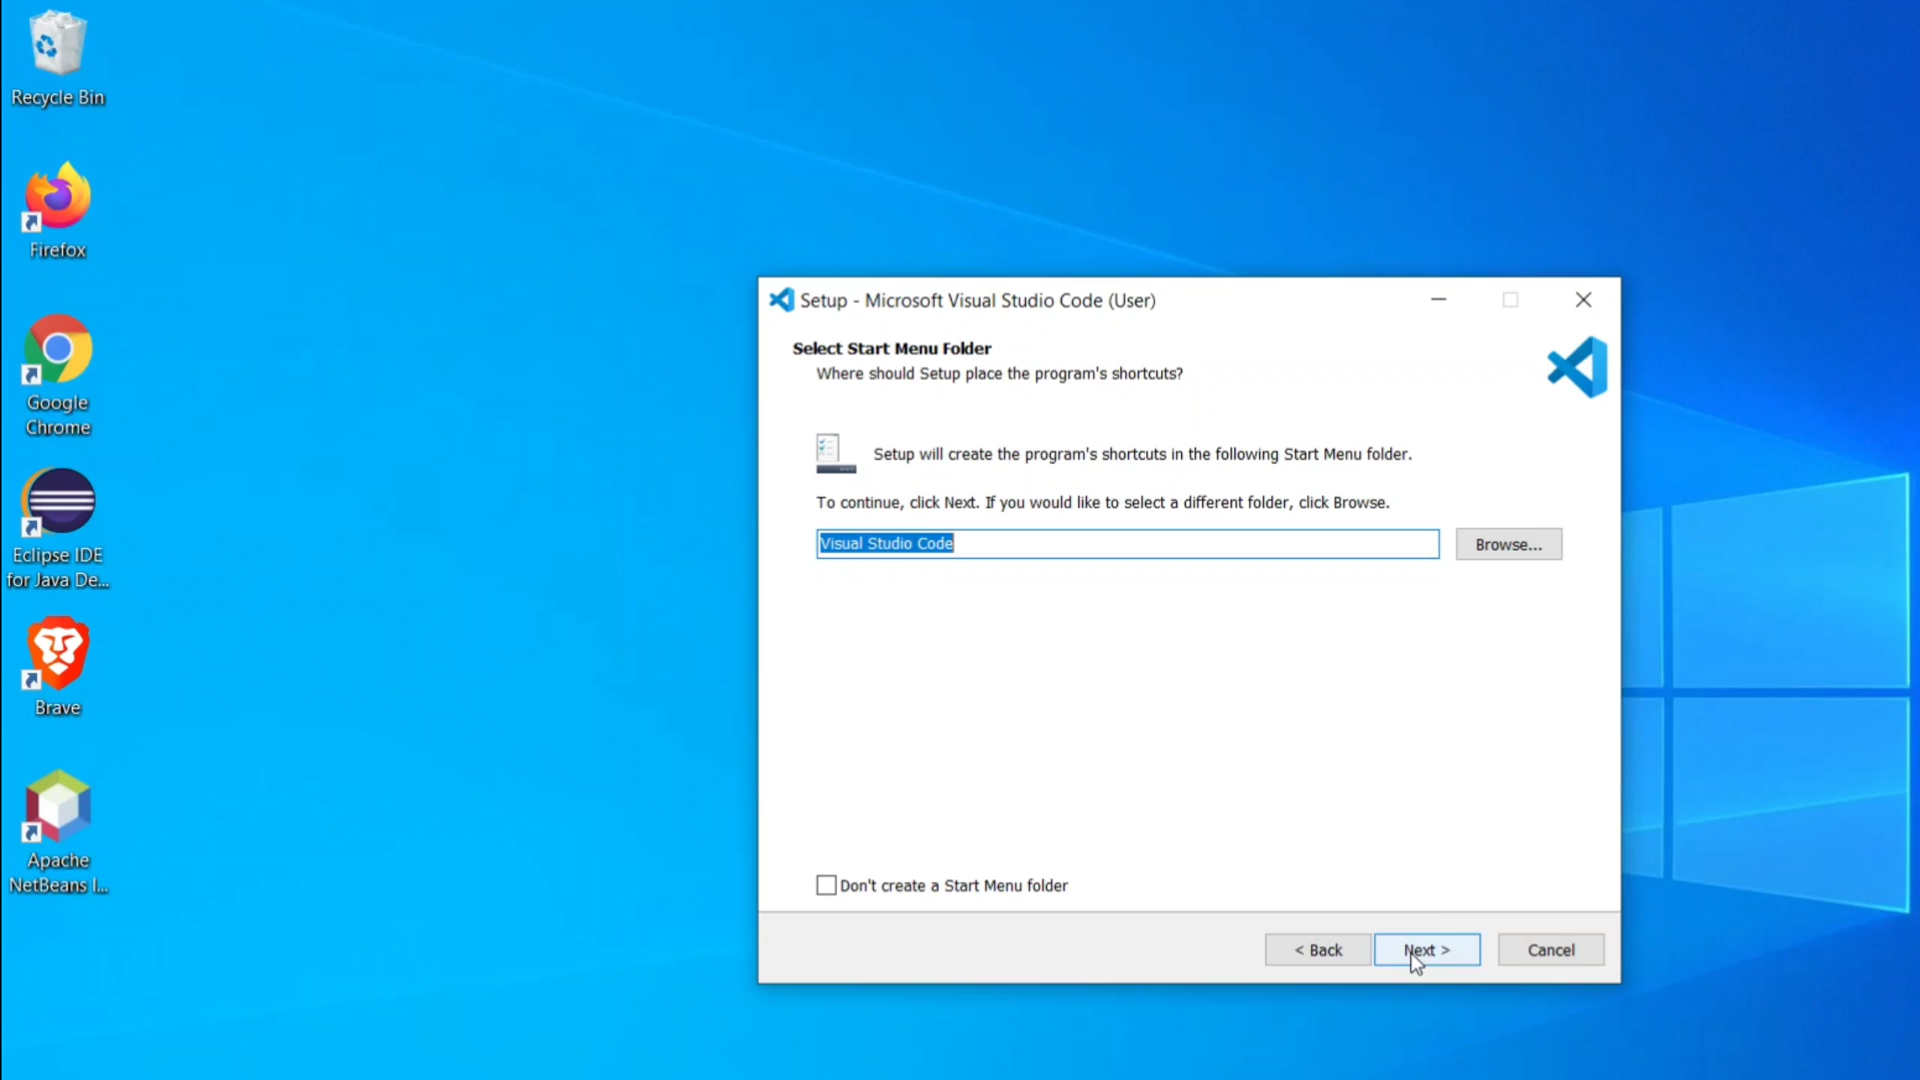 Recycle Bin
Firefox
Google
Chrome
Eclipse IDE
for Java De...
Brave
Apache
NetBeans I...
Setup - Microsoft Visual Studio Code (User)
Select Start Menu Folder
Where should Setup place the program's shortcuts?
Setup will create the program's shortcuts in the following Start Menu folder.
To continue, click Next. If you would like to select a different folder, click Browse.
Visual Studio Code
Browse...
Don't create a Start Menu folder
< Back
Next >
Cancel